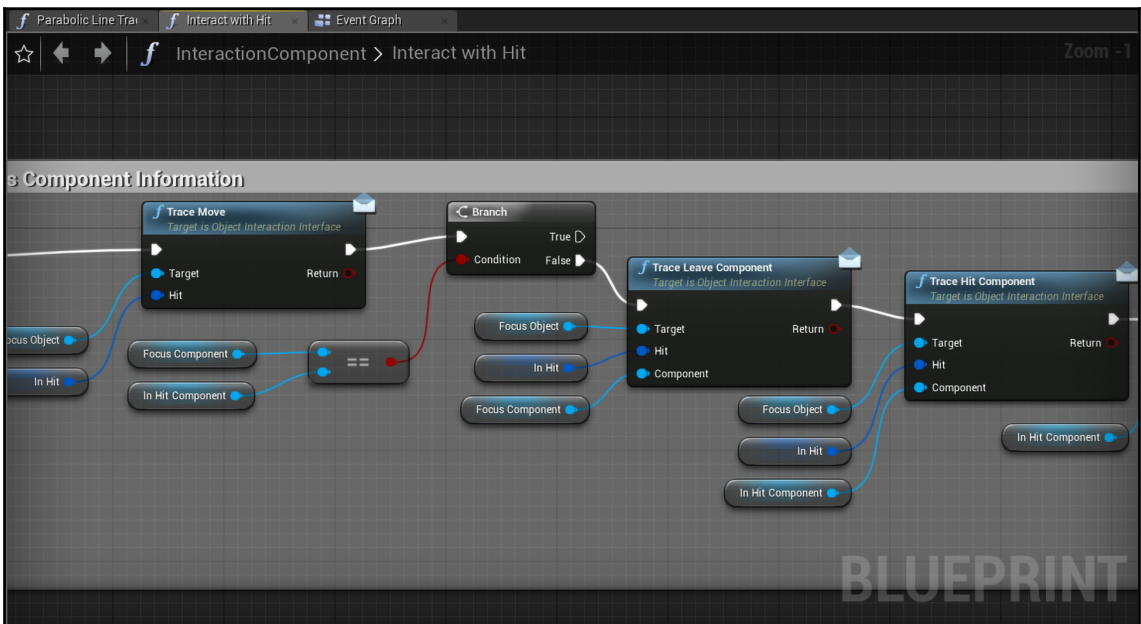 Parabolic Line Tra
Interact with Hit
Event Graph
InteractionComponent > Interact with Hit
Zoom -1
s Component Information
Trace Move
Target is Object Interaction Interface
Target
Return
Hit
ocus Object
In Hit
Focus Component
In Hit Component
==
Branch
True
Condition
False
Focus Object
In Hit
Focus Component
Trace Leave Component
Target is Object Interaction Interface
Target
Return
Hit
Component
Focus Object
In Hit
In Hit Component
Trace Hit Component
Target is Object Interaction Interface
Target
Return
Hit
Component
In Hit Component
BLUEPRINT